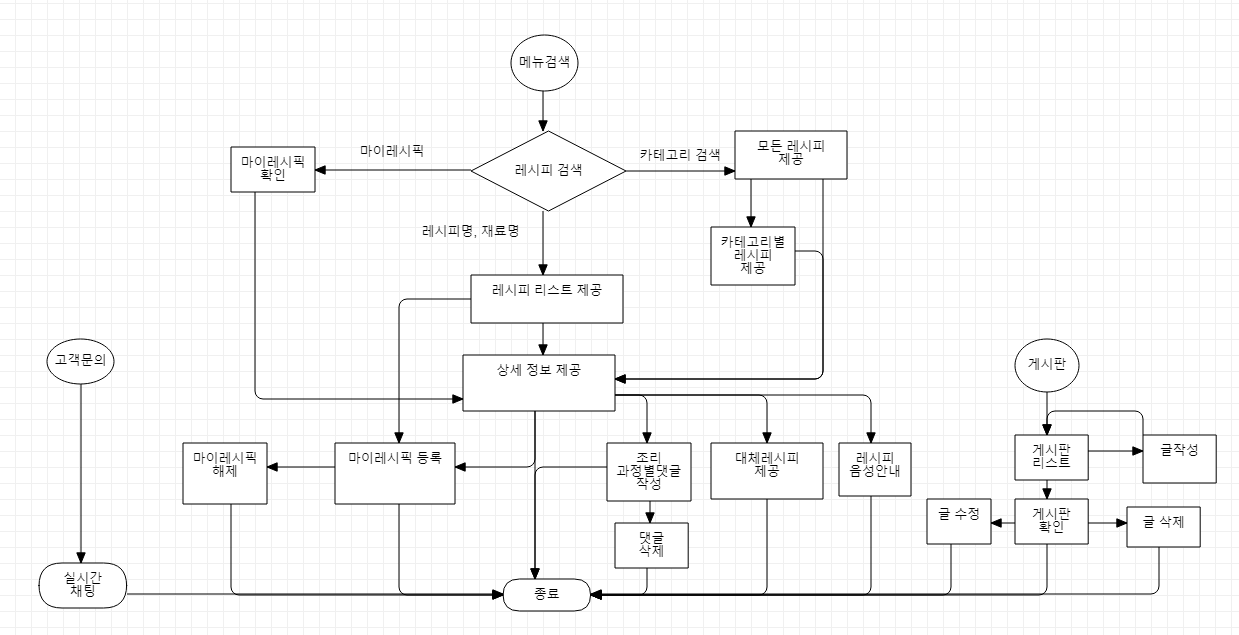 메뉴검색
마이레시픽
카테고리 검색
모든 레시피
제공
마이레시픽
확인
레시피 검색
레시피명, 재료명
카테고리별
레시피
제공
레시피 리스트 제공
고객문의
상세 정보 제공
게시판
마이레시픽
해제
마이레시픽 등록
조리
과정별댓글
작성
대체레시피
제공
레시피
음성안내
게시판
리스트
글작성
글 수정
게시판
확인
글 삭제
댓글
삭제
실시간
채팅
종료